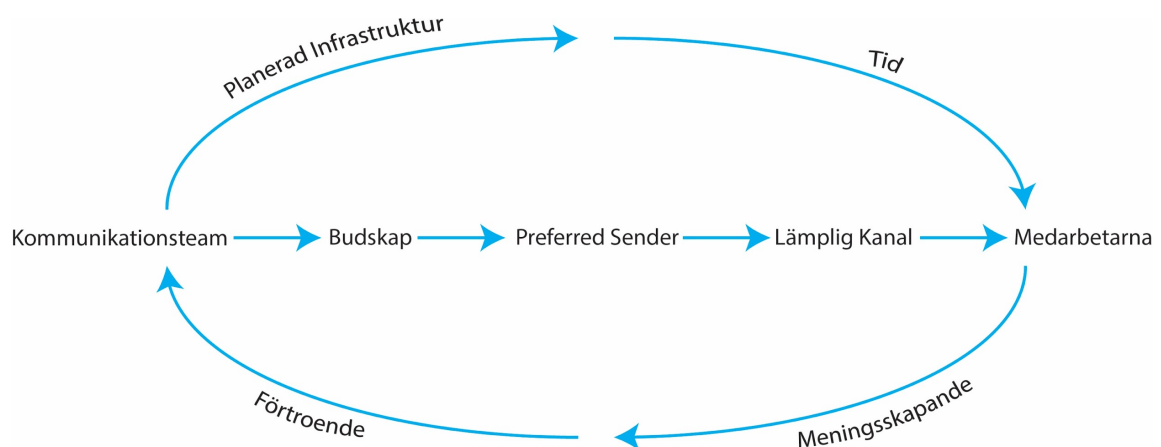 Planerad Infrastruktur
Tid
Kommunikationsteam
Budskap
Preferred Sender
Lämplig Kanal
Medarbetarna
Förtroende
Meningsskapande